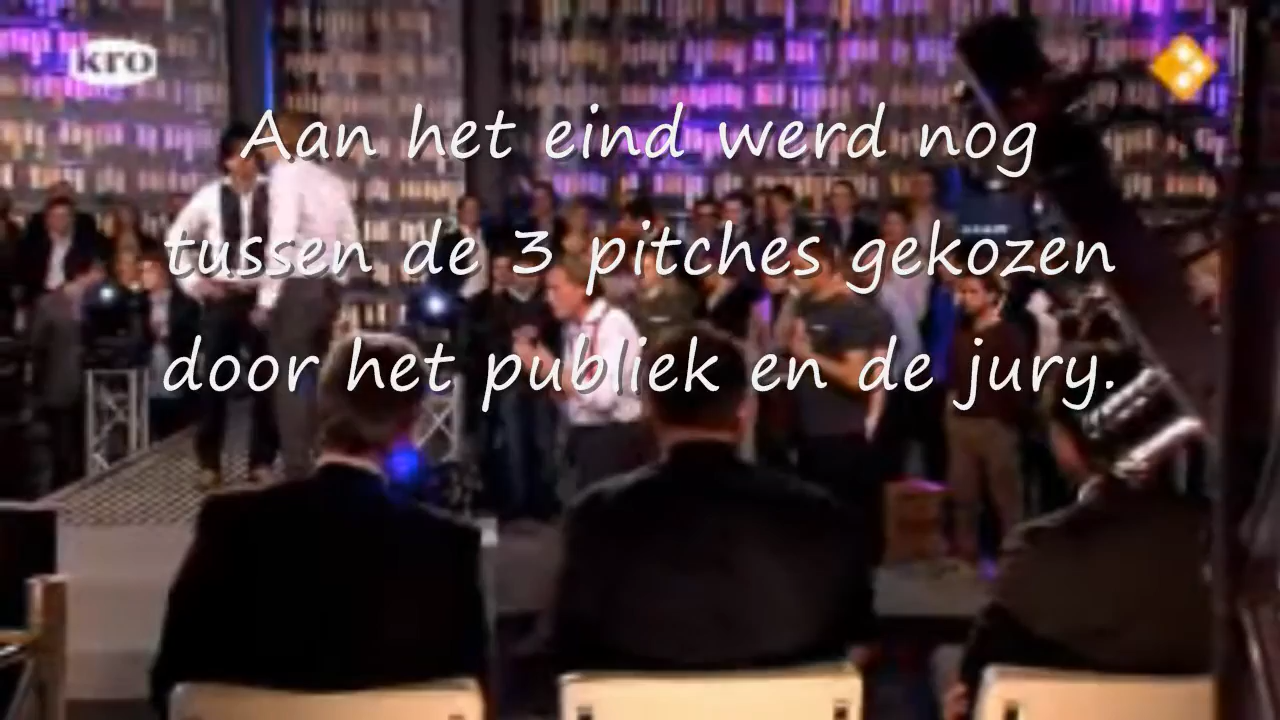 kro
Aan het eind werd nog
tussen de 3 pitches gekozen
door het publiek en de jury.